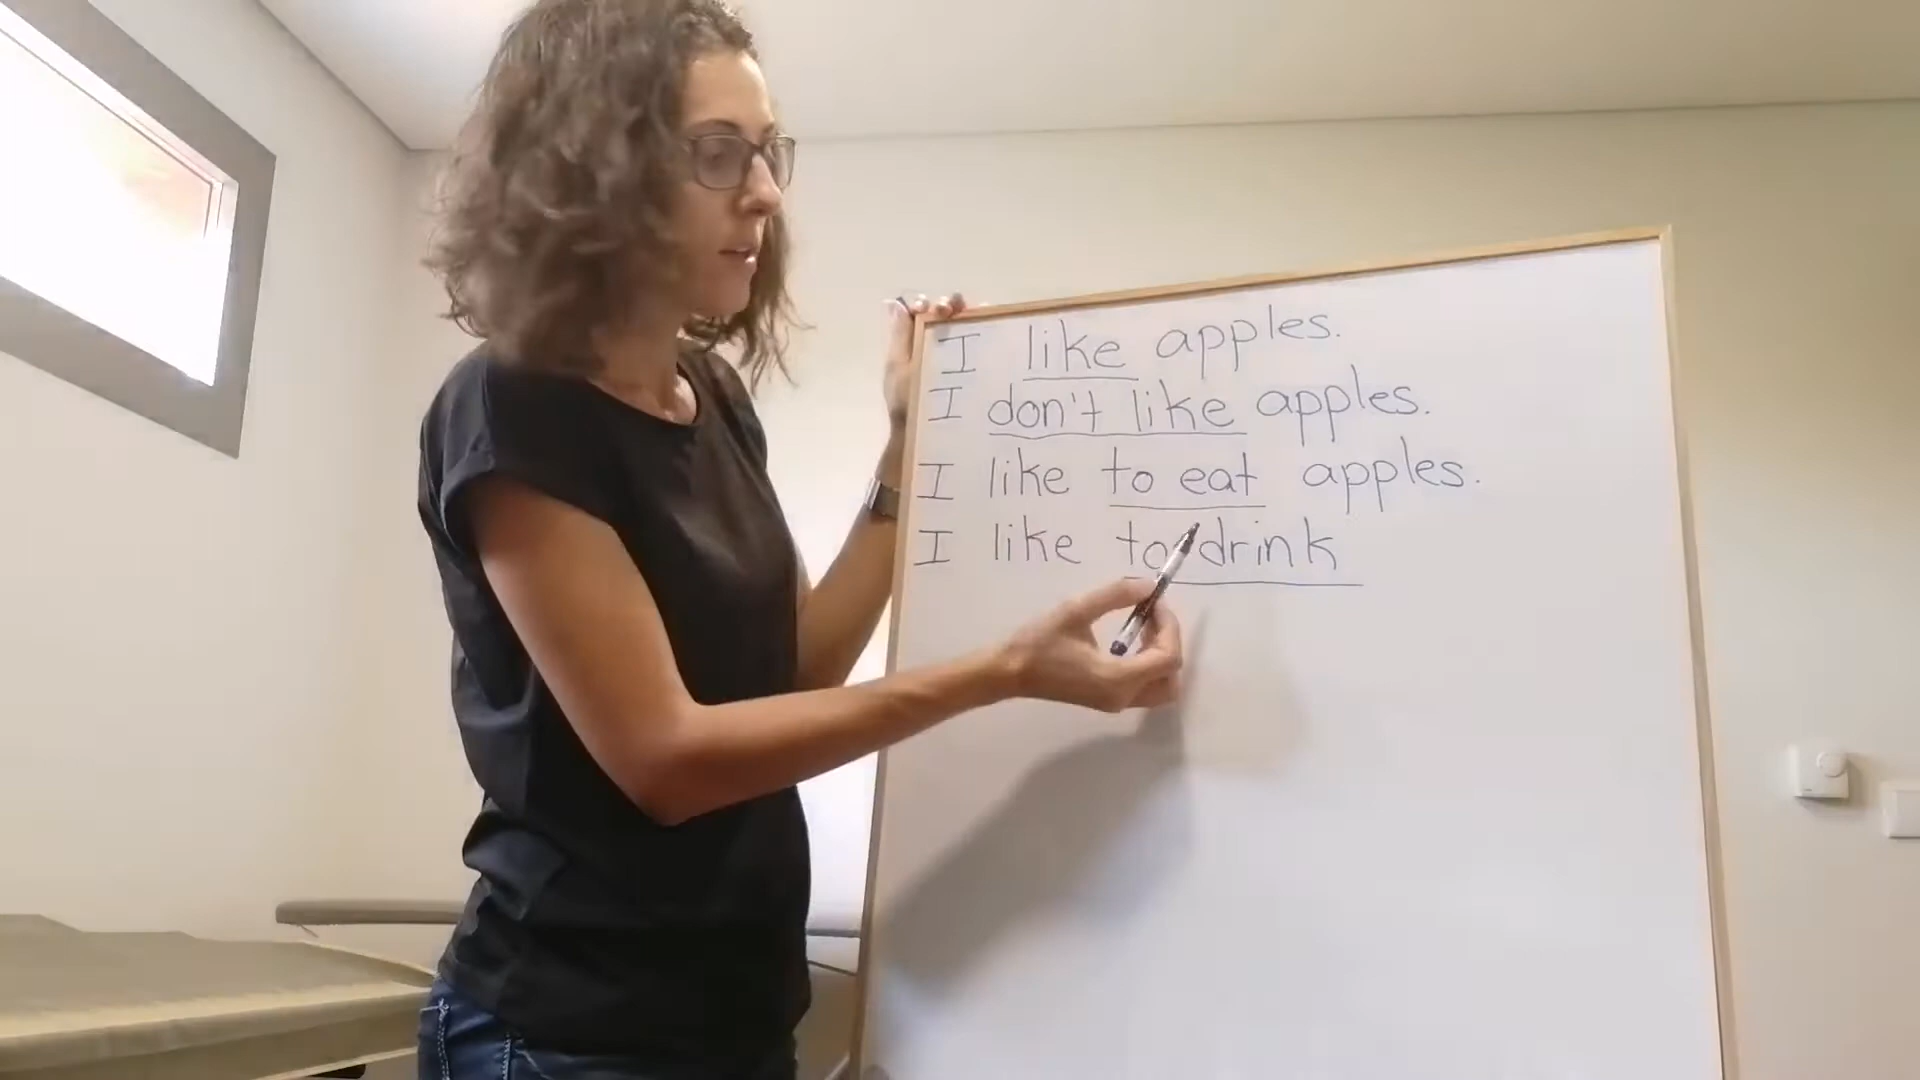 I like apples.
I don't like apples.
I like to eat apples.
I like to drink